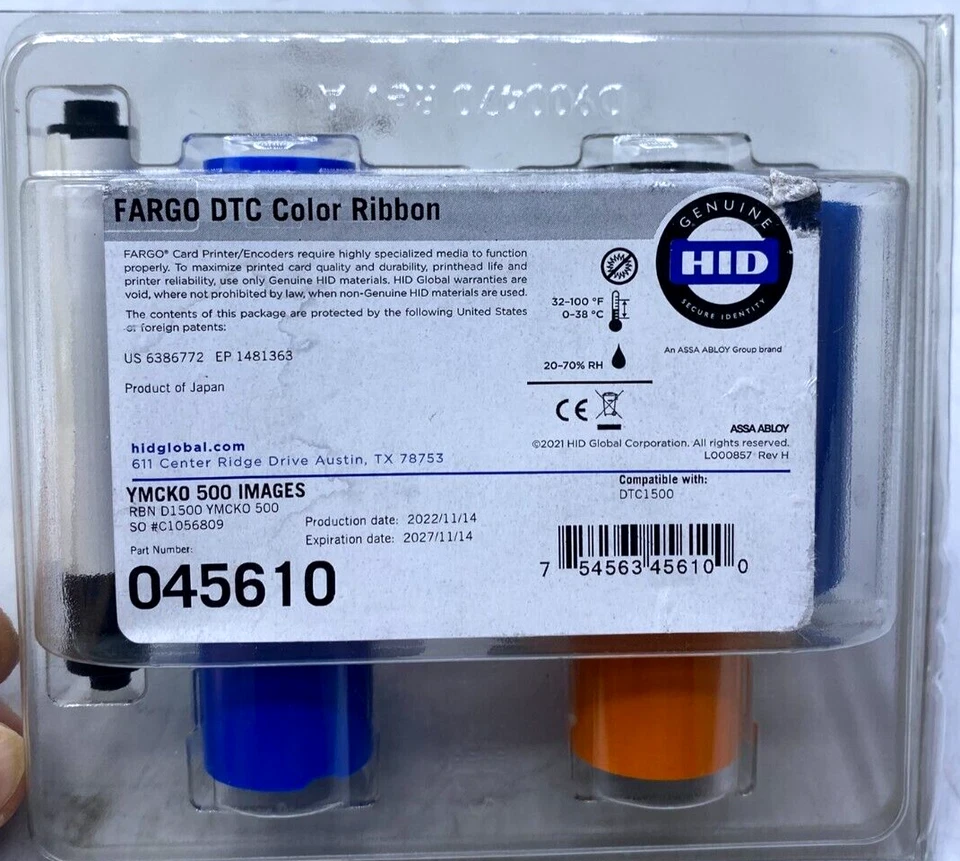 D900470 Rev A
FARGO DTC Color Ribbon
GENUINE
HID
SECURE IDENTITY
An ASSA ABLOY Group brand
FARGO® Card Printer/Encoders require highly specialized media to function
properly. To maximize printed card quality and durability, printhead life and
printer reliability, use only Genuine HID materials. HID Global warranties are
void, where not prohibited by law, when non-Genuine HID materials are used.
The contents of this package are protected by the following United States
or foreign patents:
US 6386772 EP 1481363
Product of Japan
32-100 °F
0-38 °C
20-70% RH
CE
ASSA ABLOY
©2021 HID Global Corporation. All rights reserved.
L000857 Rev H
hidglobal.com
611 Center Ridge Drive Austin, TX 78753
YMCKO 500 IMAGES
RBN D1500 YMCKO 500
SO #C1056809
Production date: 2022/11/14
Expiration date: 2027/11/14
Part Number:
045610
Compatible with:
DTC1500
7 54563 45610 0